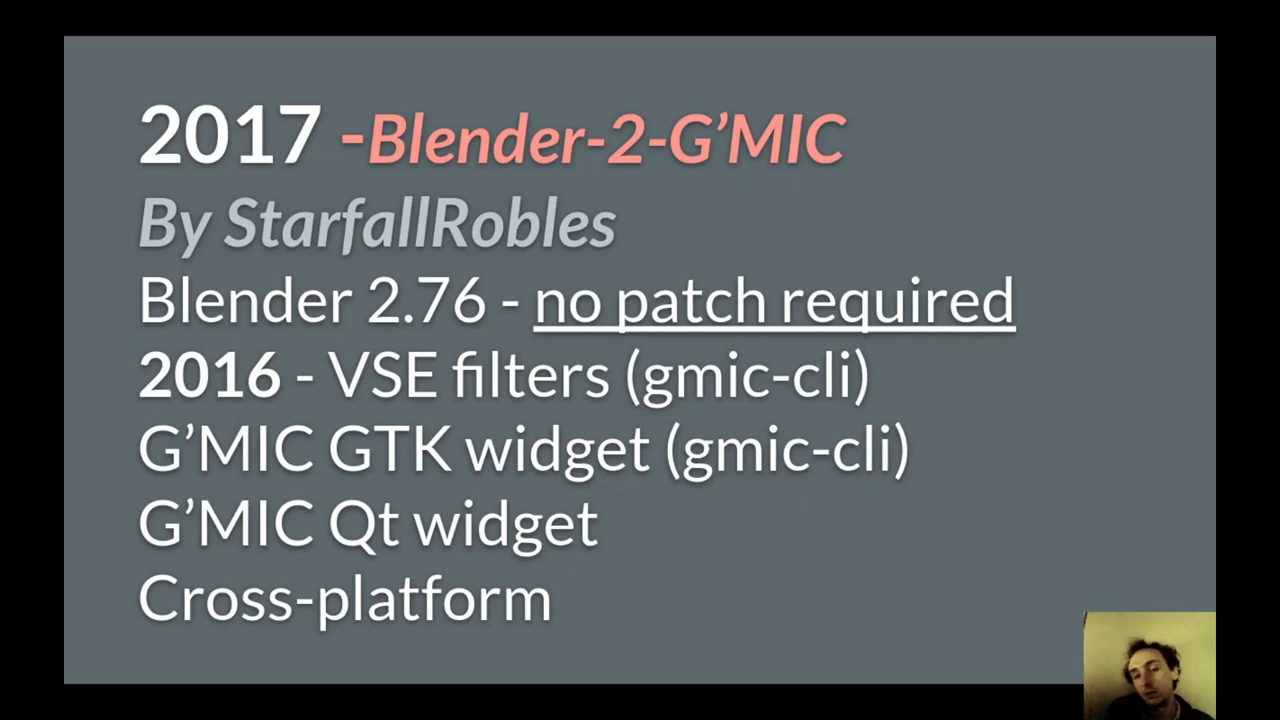 2017 -Blender-2-G’MIC
By StarfallRobles
Blender 2.76 - no patch required
2016 - VSE filters (gmic-cli)
G’MIC GTK widget (gmic-cli)
G’MIC Qt widget
Cross-platform